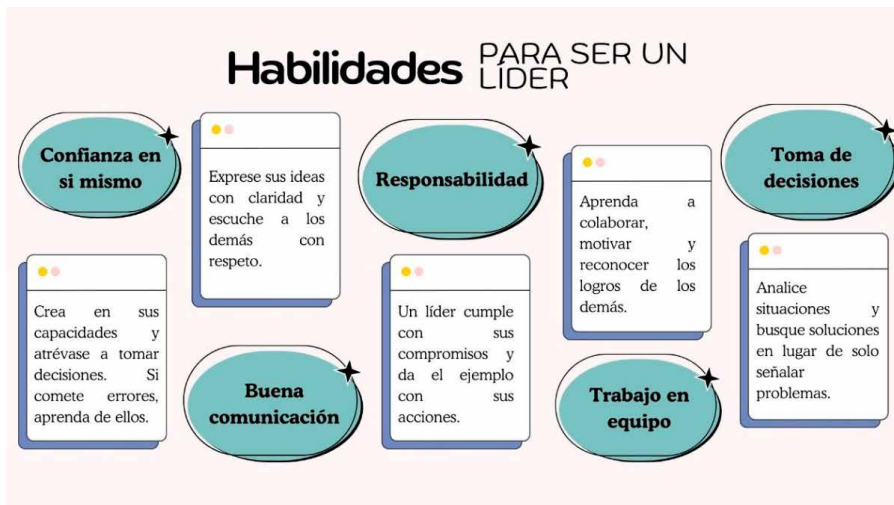 Habilidades PARA SER UN
LÍDER
Confianza en
si mismo
Crea en sus
capacidades y
atrévase a tomar
decisiones. Si
comete errores,
aprenda de ellos.
Exprese sus ideas
con claridad y
escuche a los
demás con
respeto.
Buena
comunicación
Responsabilidad
Un líder cumple
con sus
compromisos y
da el ejemplo
con sus
acciones.
Aprenda a
colaborar,
motivar y
reconocer los
logros de los
demás.
Trabajo en
equipo
Toma de
decisiones
Analice
situaciones y
busque soluciones
en lugar de solo
señalar
problemas.